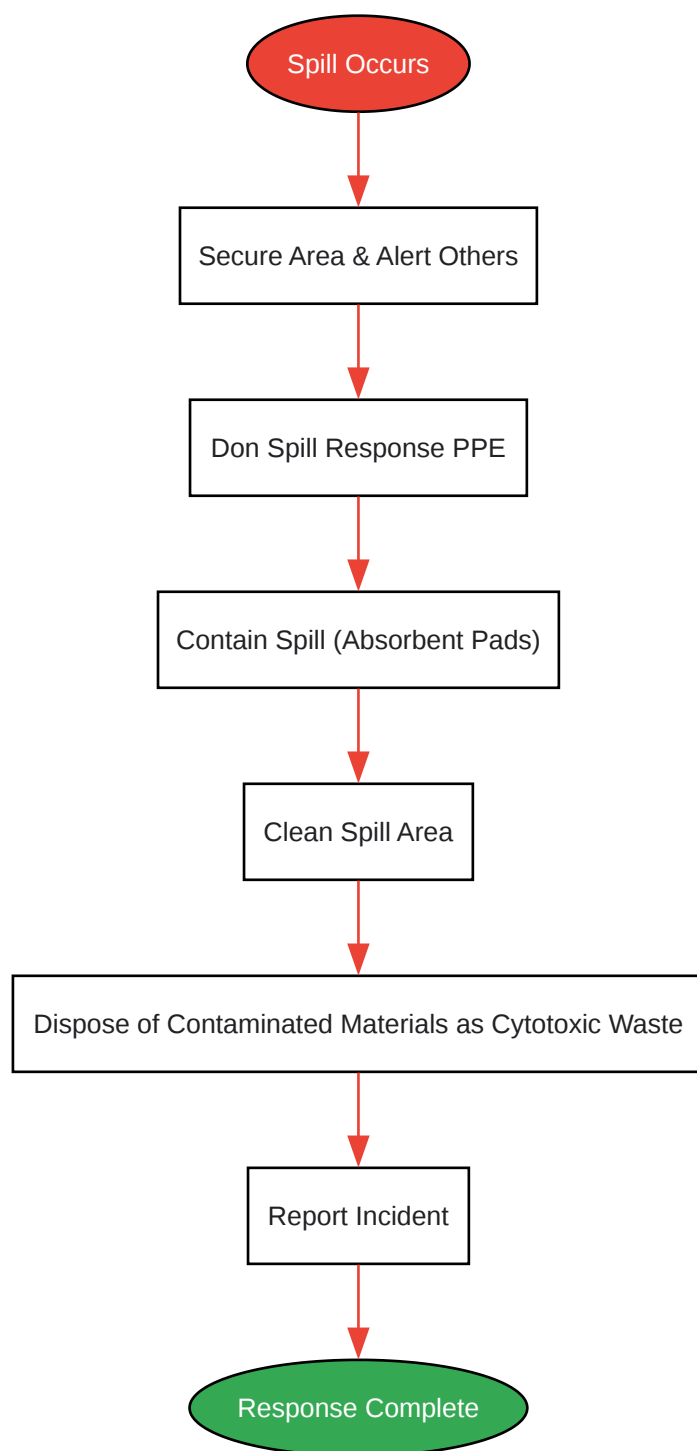 Spill Occurs
Secure Area & Alert Others
Don Spill Response PPE
Contain Spill (Absorbent Pads)
Clean Spill Area
Dispose of Contaminated Materials as Cytotoxic Waste
Report Incident
Response Complete